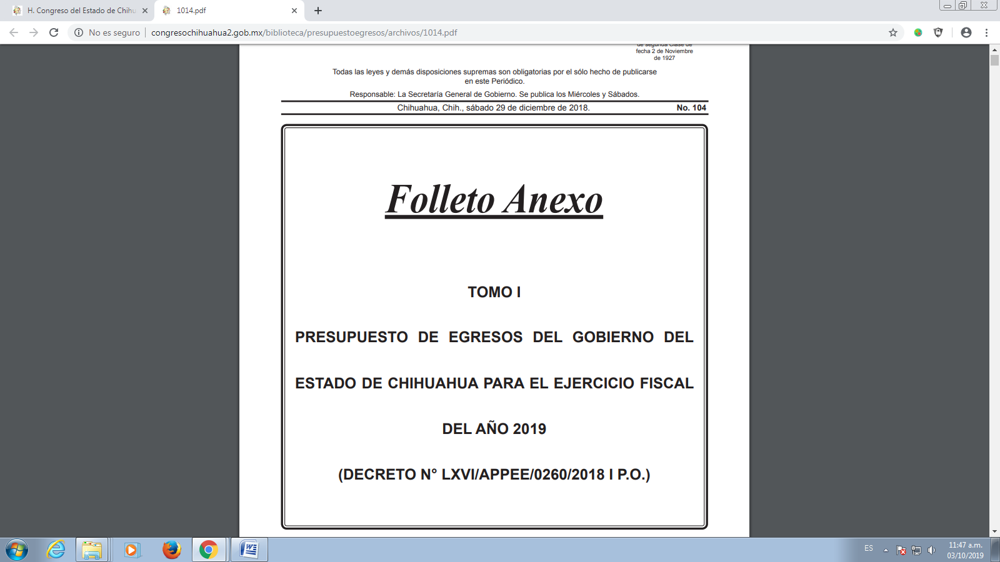 H. Congreso del Estado de Chihu
1014.pdf
No es seguro
congresochihuahua2.gob.mx/biblioteca/presupuestoegresos/archivos/1014.pdf
de segunda Clase de
fecha 2 de Noviembre
de 1927
Todas las leyes y demás disposiciones supremas son obligatorias por el sólo hecho de publicarse
en este Periódico.
Responsable: La Secretaría General de Gobierno. Se publica los Miércoles y Sábados.
Chihuahua, Chih., sábado 29 de diciembre de 2018. No. 104
Folleto Anexo
TOMO I
PRESUPUESTO DE EGRESOS DEL GOBIERNO DEL
ESTADO DE CHIHUAHUA PARA EL EJERCICIO FISCAL
DEL AÑO 2019
(DECRETO N° LXVI/APPEE/0260/2018 I P.O.)
ES
11:47 a.m.
03/10/2019